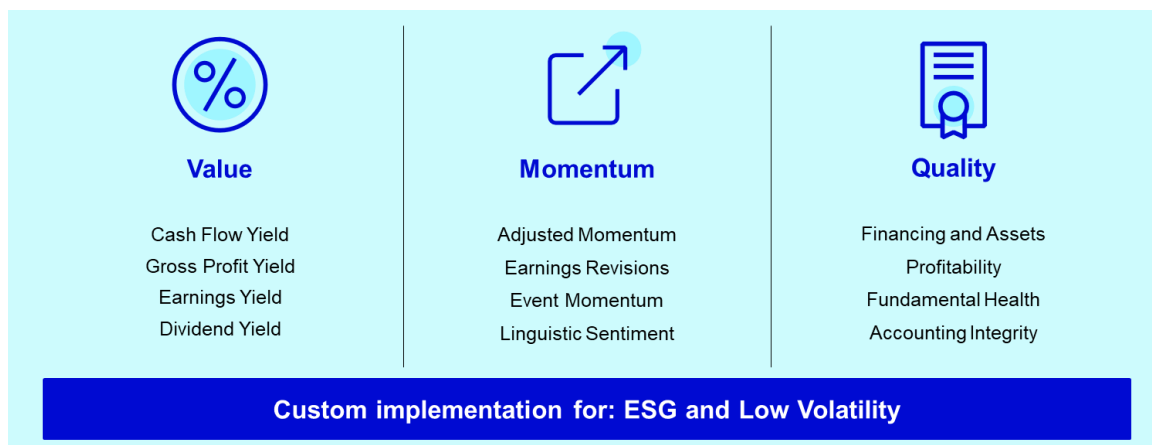 Value
Cash Flow Yield
Gross Profit Yield
Earnings Yield
Dividend Yield
Momentum
Adjusted Momentum
Earnings Revisions
Event Momentum
Linguistic Sentiment
Quality
Financing and Assets
Profitability
Fundamental Health
Accounting Integrity
Custom implementation for: ESG and Low Volatility